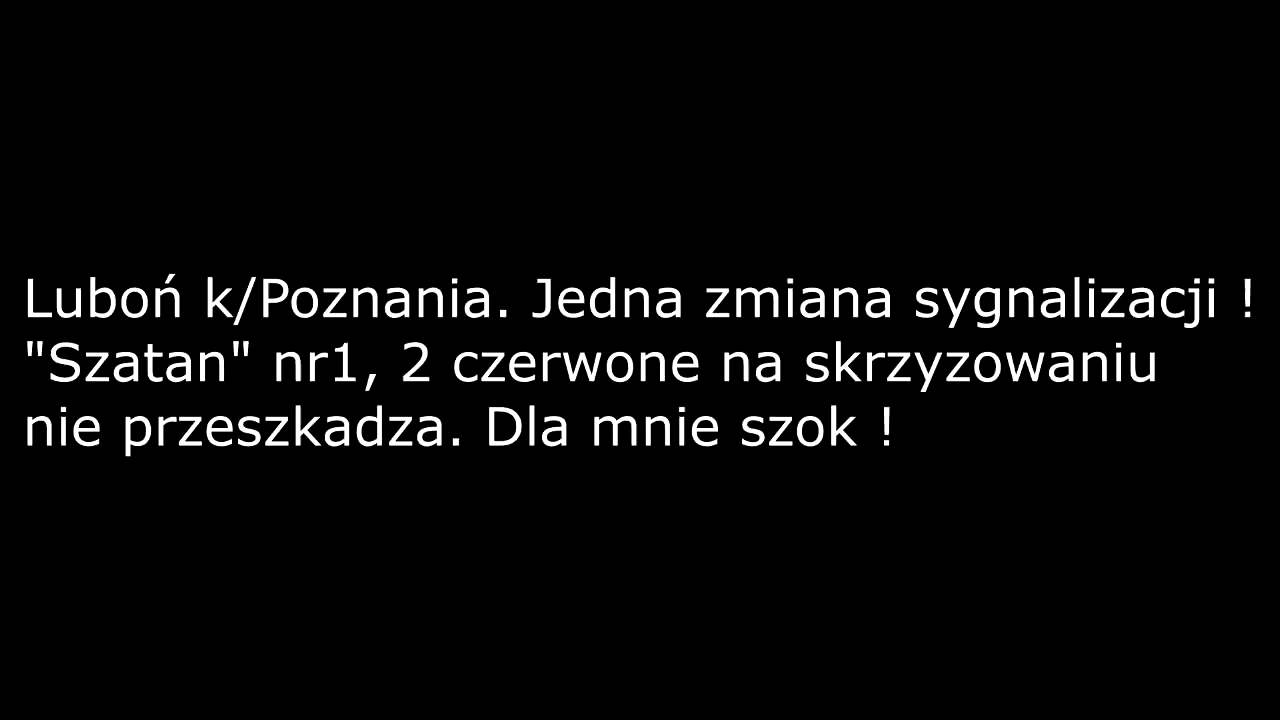 Luboń k/Poznania. Jedna zmiana sygnalizacji !
"Szatan" nr1, 2 czerwone na skrzyzowaniu
nie przeszkadza. Dla mnie szok !